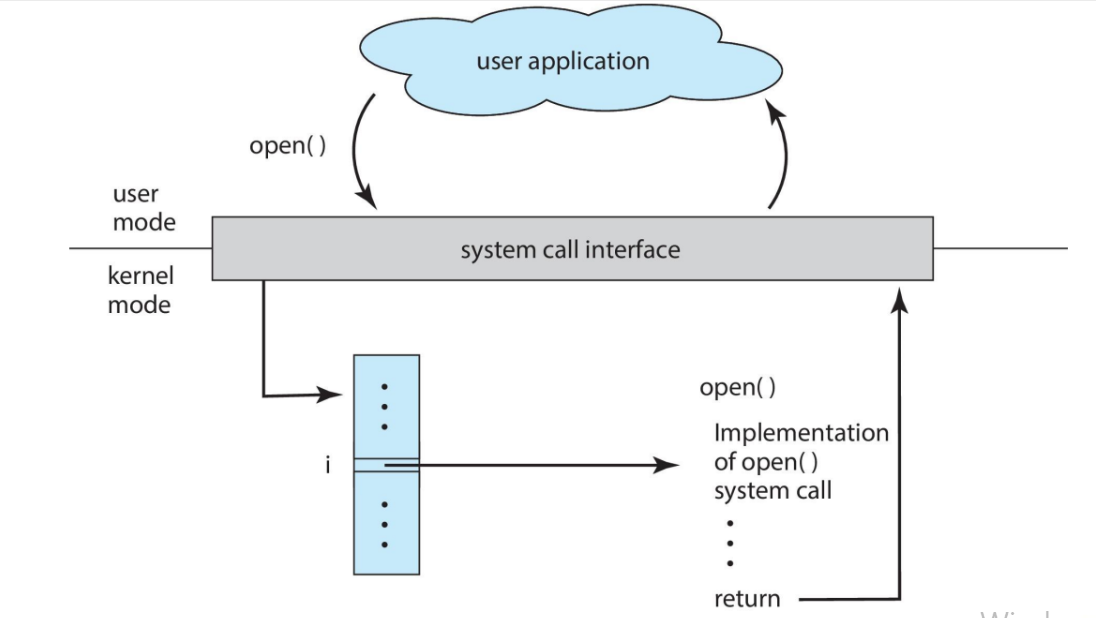 user application
open( )
user
mode
system call interface
kernel
mode
open( )
Implementation
of open( )
system call
i
return